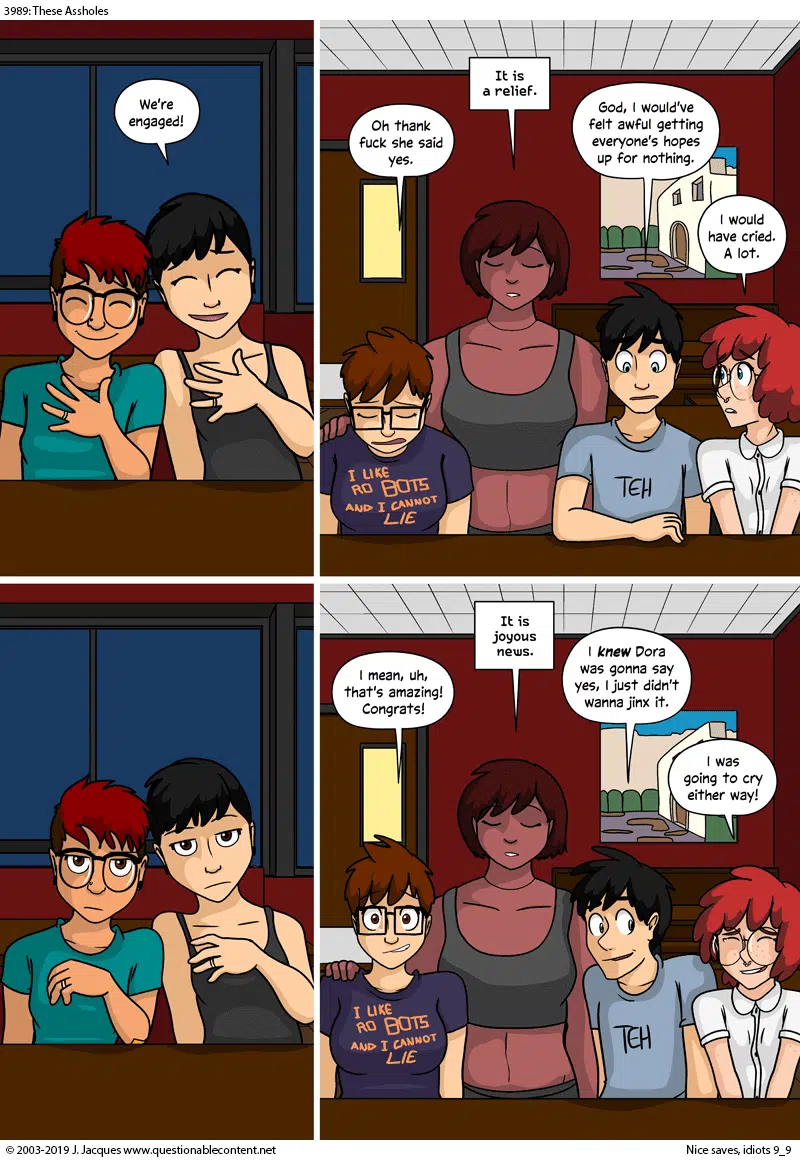 3989: These Assholes
We're
engaged!
Oh thank
fuck she said
yes.
It is
a relief.
God, I would've
felt awful getting
everyone's hopes
up for nothing.
I would
have cried.
A lot.
I LIKE
RO BOTS
AND I CANNOT
LIE
TEH
I mean, uh,
that's amazing!
Congrats!
It is
joyous
news.
I knew Dora
was gonna say
yes, I just didn't
wanna jinx it.
I was
going to cry
either way!
I LIKE
RO BOTS
AND I CANNOT
LIE
TEH
© 2003-2019 J. Jacques www.questionablecontent.net
Nice saves, idiots 9_9